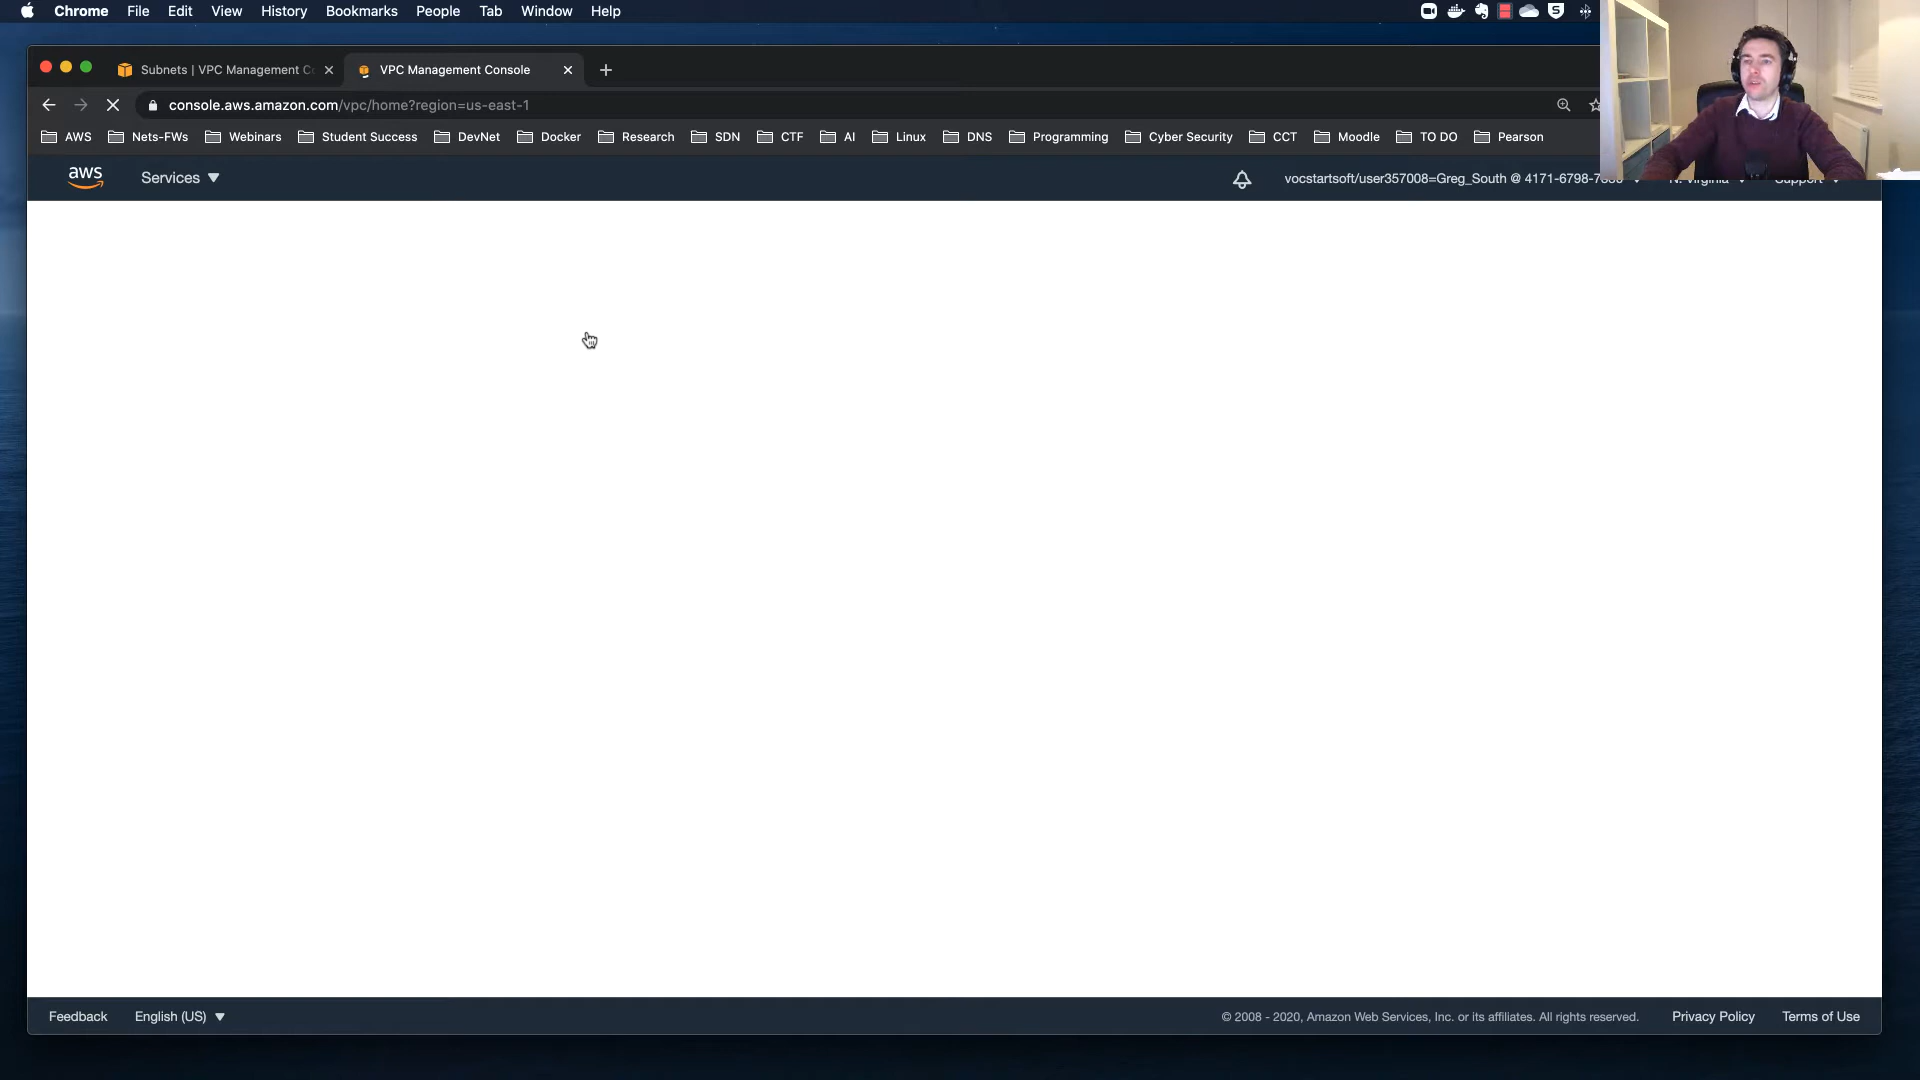 Chrome File Edit View History Bookmarks People Tab Window Help
Subnets | VPC Management C
VPC Management Console
console.aws.amazon.com/vpc/home?region=us-east-1
AWS Nets-FWs Webinars Student Success DevNet Docker Research SDN CTF AI Linux DNS Programming Cyber Security CCT Moodle TO DO Pearson
aws Services vocstartsoft/user357008=Greg_South @ 4171-6798- N. Virginia Support
Feedback English (US) © 2008 - 2020, Amazon Web Services, Inc. or its affiliates. All rights reserved. Privacy Policy Terms of Use